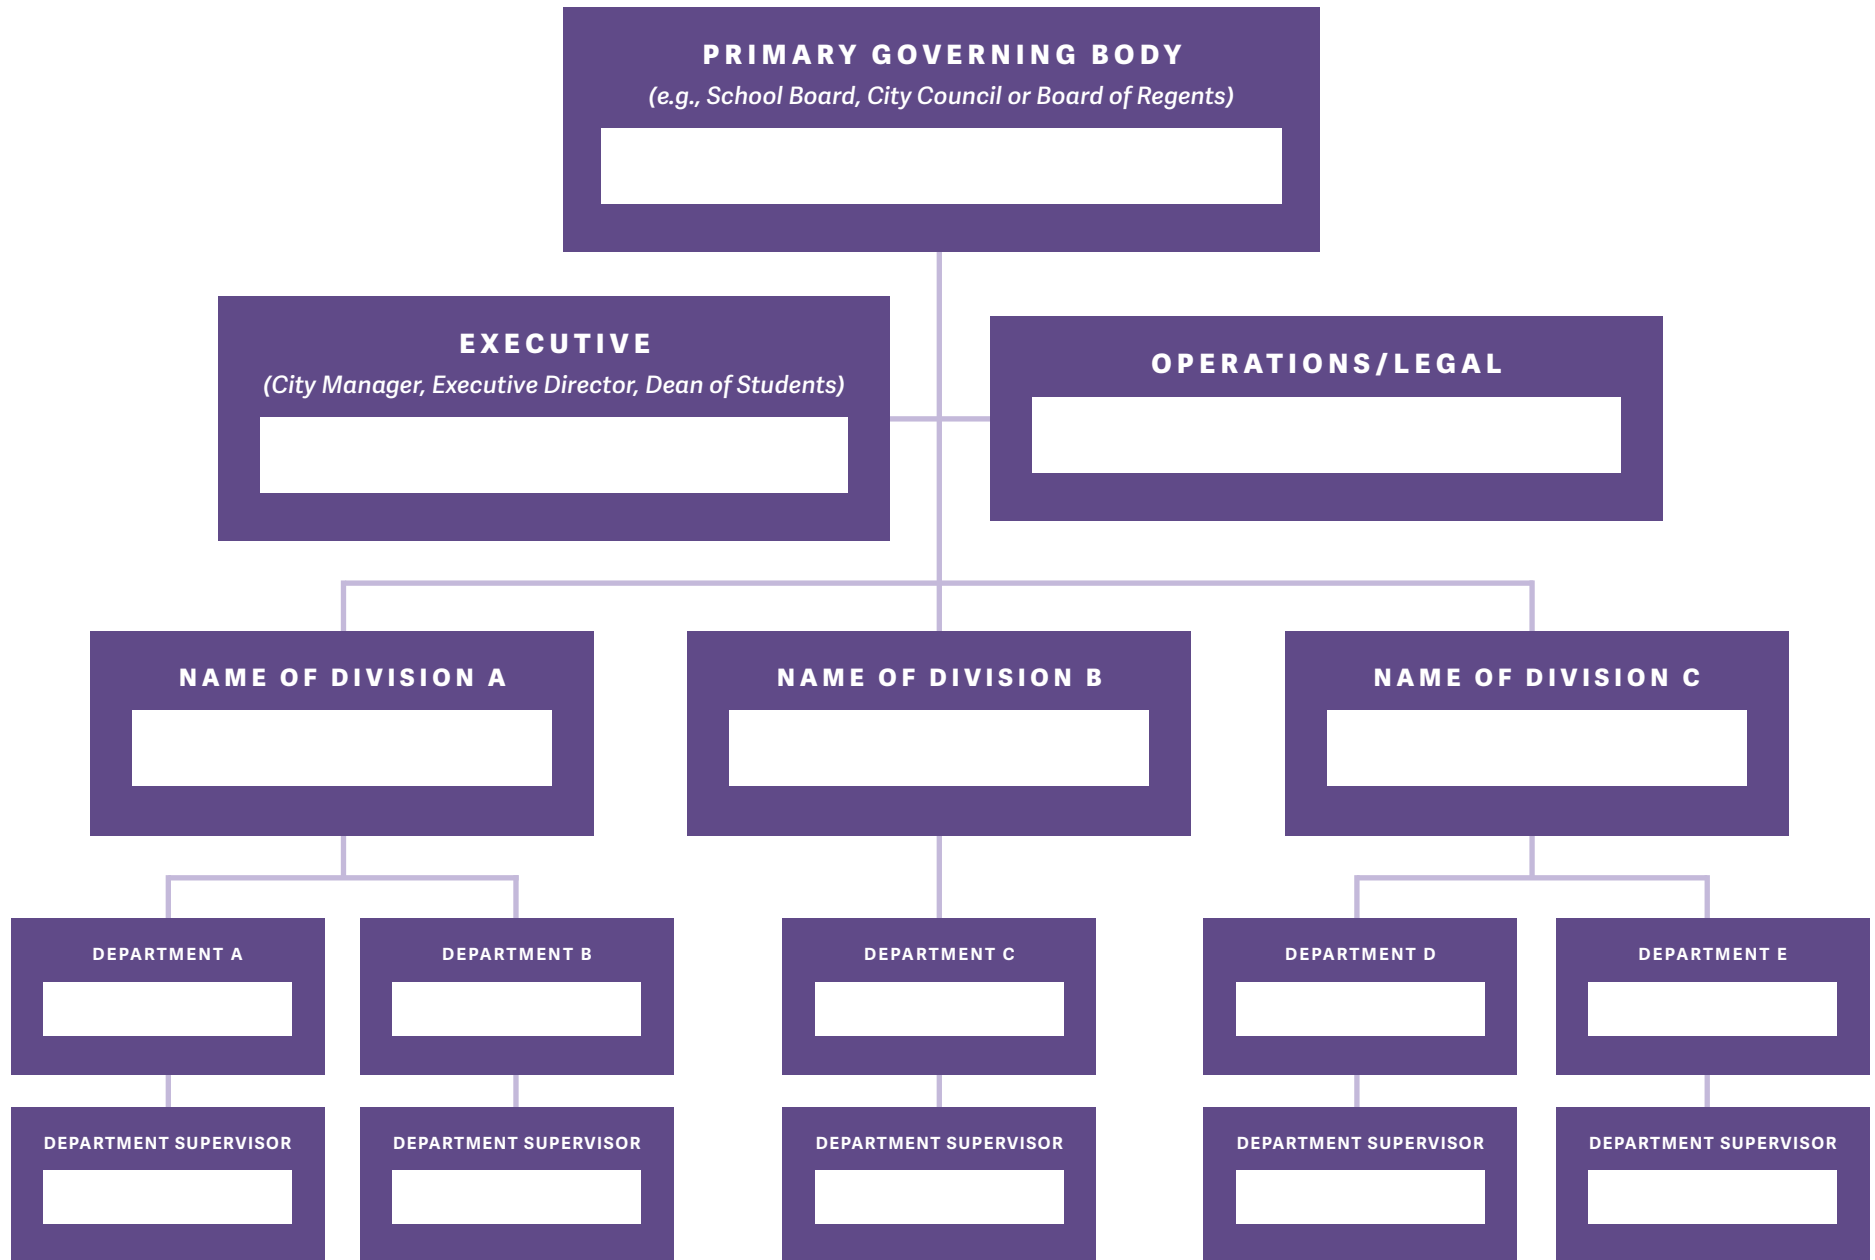 PRIMARY GOVERNING BODY
(e.g., School Board, City Council or Board of Regents)
EXECUTIVE
(City Manager, Executive Director, Dean of Students)
OPERATIONS/LEGAL
NAME OF DIVISION A
NAME OF DIVISION B
NAME OF DIVISION C
DEPARTMENT A
DEPARTMENT B
DEPARTMENT C
DEPARTMENT D
DEPARTMENT E
DEPARTMENT SUPERVISOR
DEPARTMENT SUPERVISOR
DEPARTMENT SUPERVISOR
DEPARTMENT SUPERVISOR
DEPARTMENT SUPERVISOR